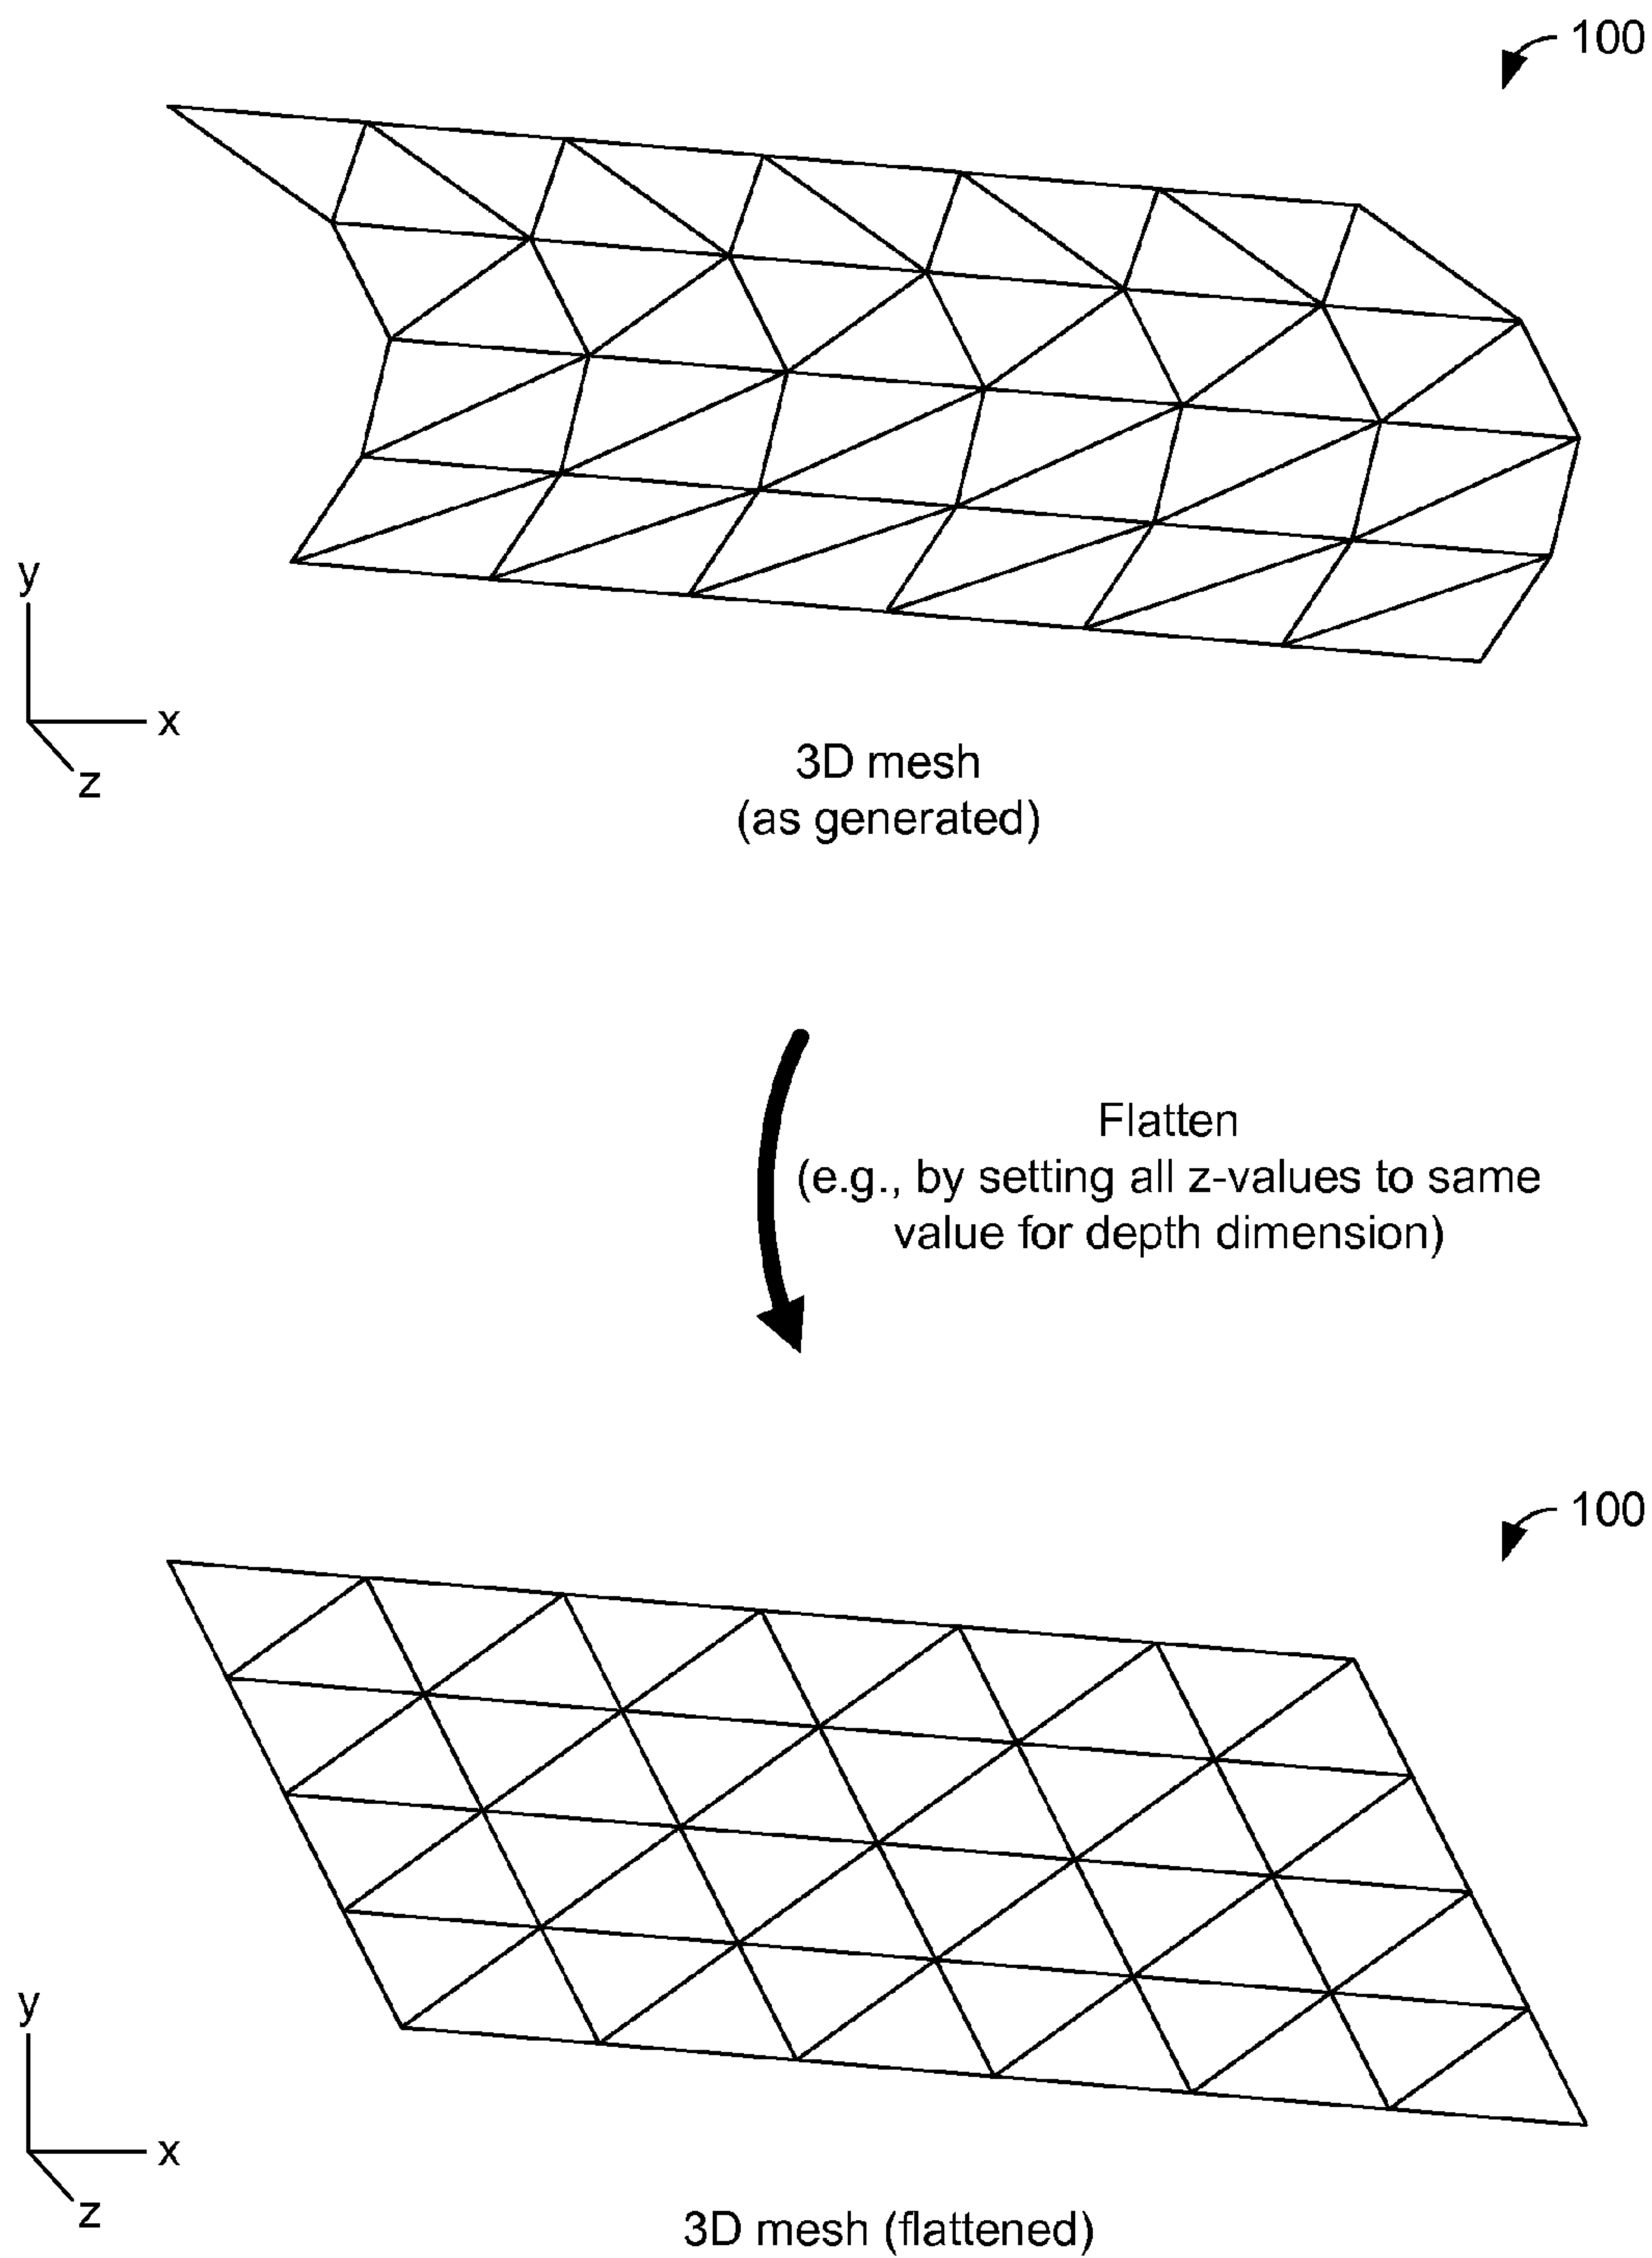 100
y
x
z
3D mesh
(as generated)
Flatten
(e.g., by setting all z-values to same
value for depth dimension)
100
y
x
z
3D mesh (flattened)